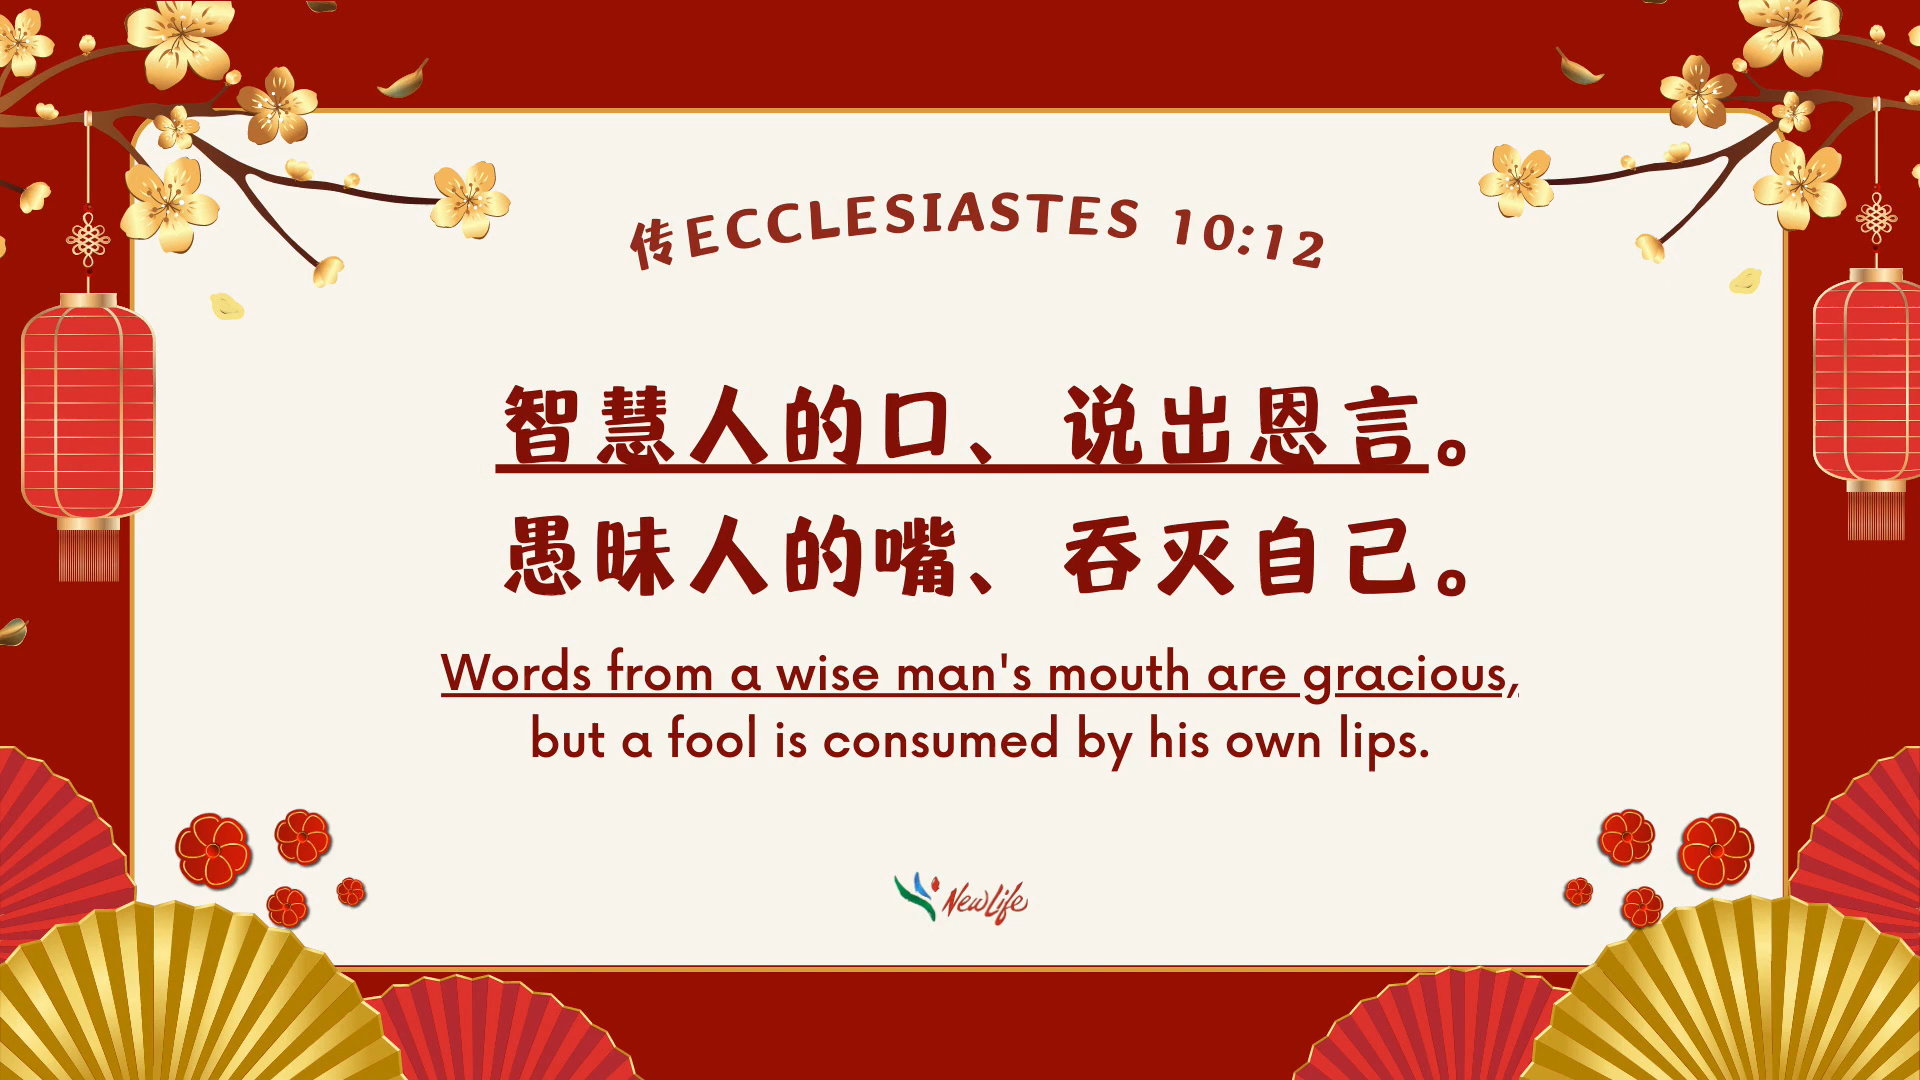 传ECCLESIASTES 10:12
智慧人的口、说出恩言。
愚昧人的嘴、吞灭自己。
Words from a wise man's mouth are gracious,
but a fool is consumed by his own lips.
NewLife